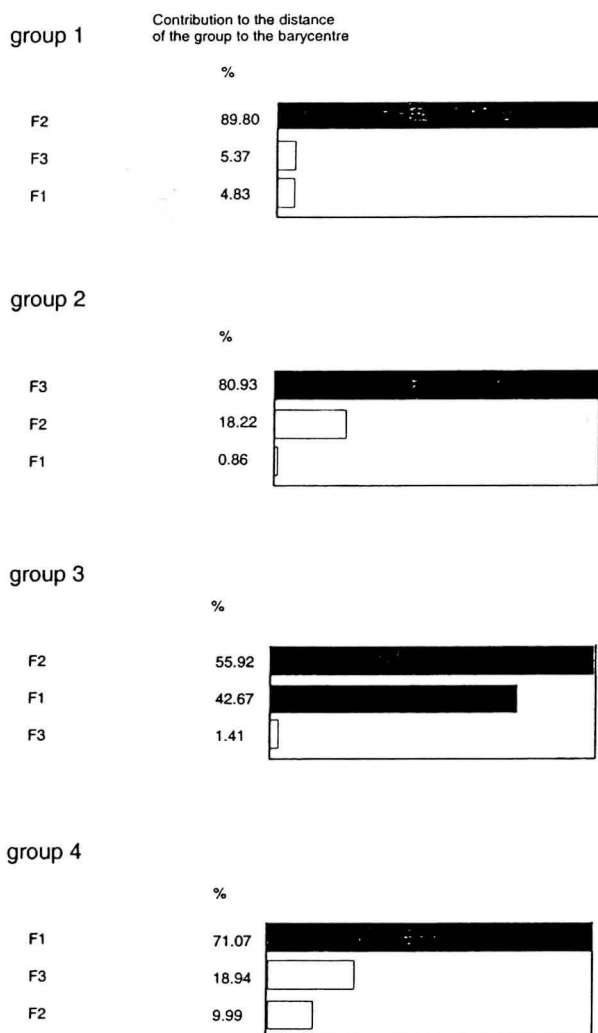 group 1
Contribution to the distance
of the group to the barycentre
%
F2 89.80
F3 5.37
F1 4.83
group 2
%
F3 80.93
F2 18.22
F1 0.86
group 3
%
F2 55.92
F1 42.67
F3 1.41
group 4
%
F1 71.07
F3 18.94
F2 9.99